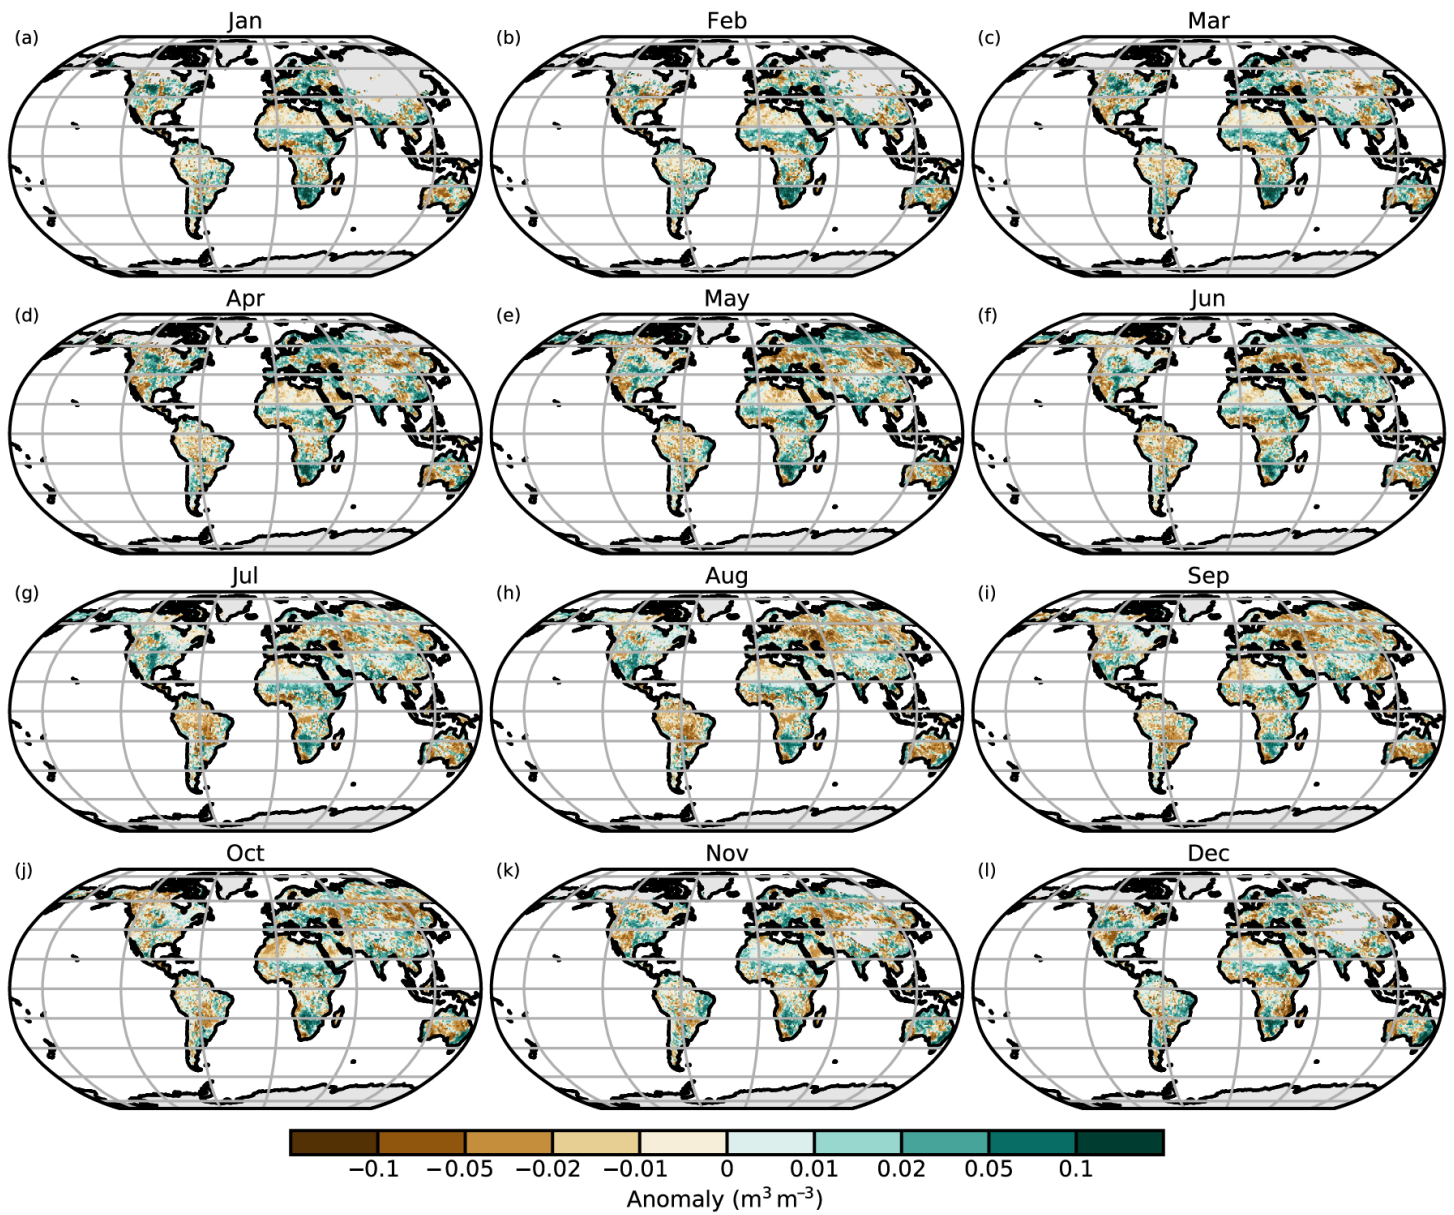 Jan
Feb
Mar
(a)
(b)
(c)
Apr
May
Jun
(d)
(e)
(f)
Jul
Aug
Sep
(g)
(h)
(i)
Oct
Nov
Dec
(j)
(k)
(l)
−0.1 −0.05 −0.02 −0.01 0 0.01 0.02 0.05 0.1
Anomaly (m³ m⁻³)